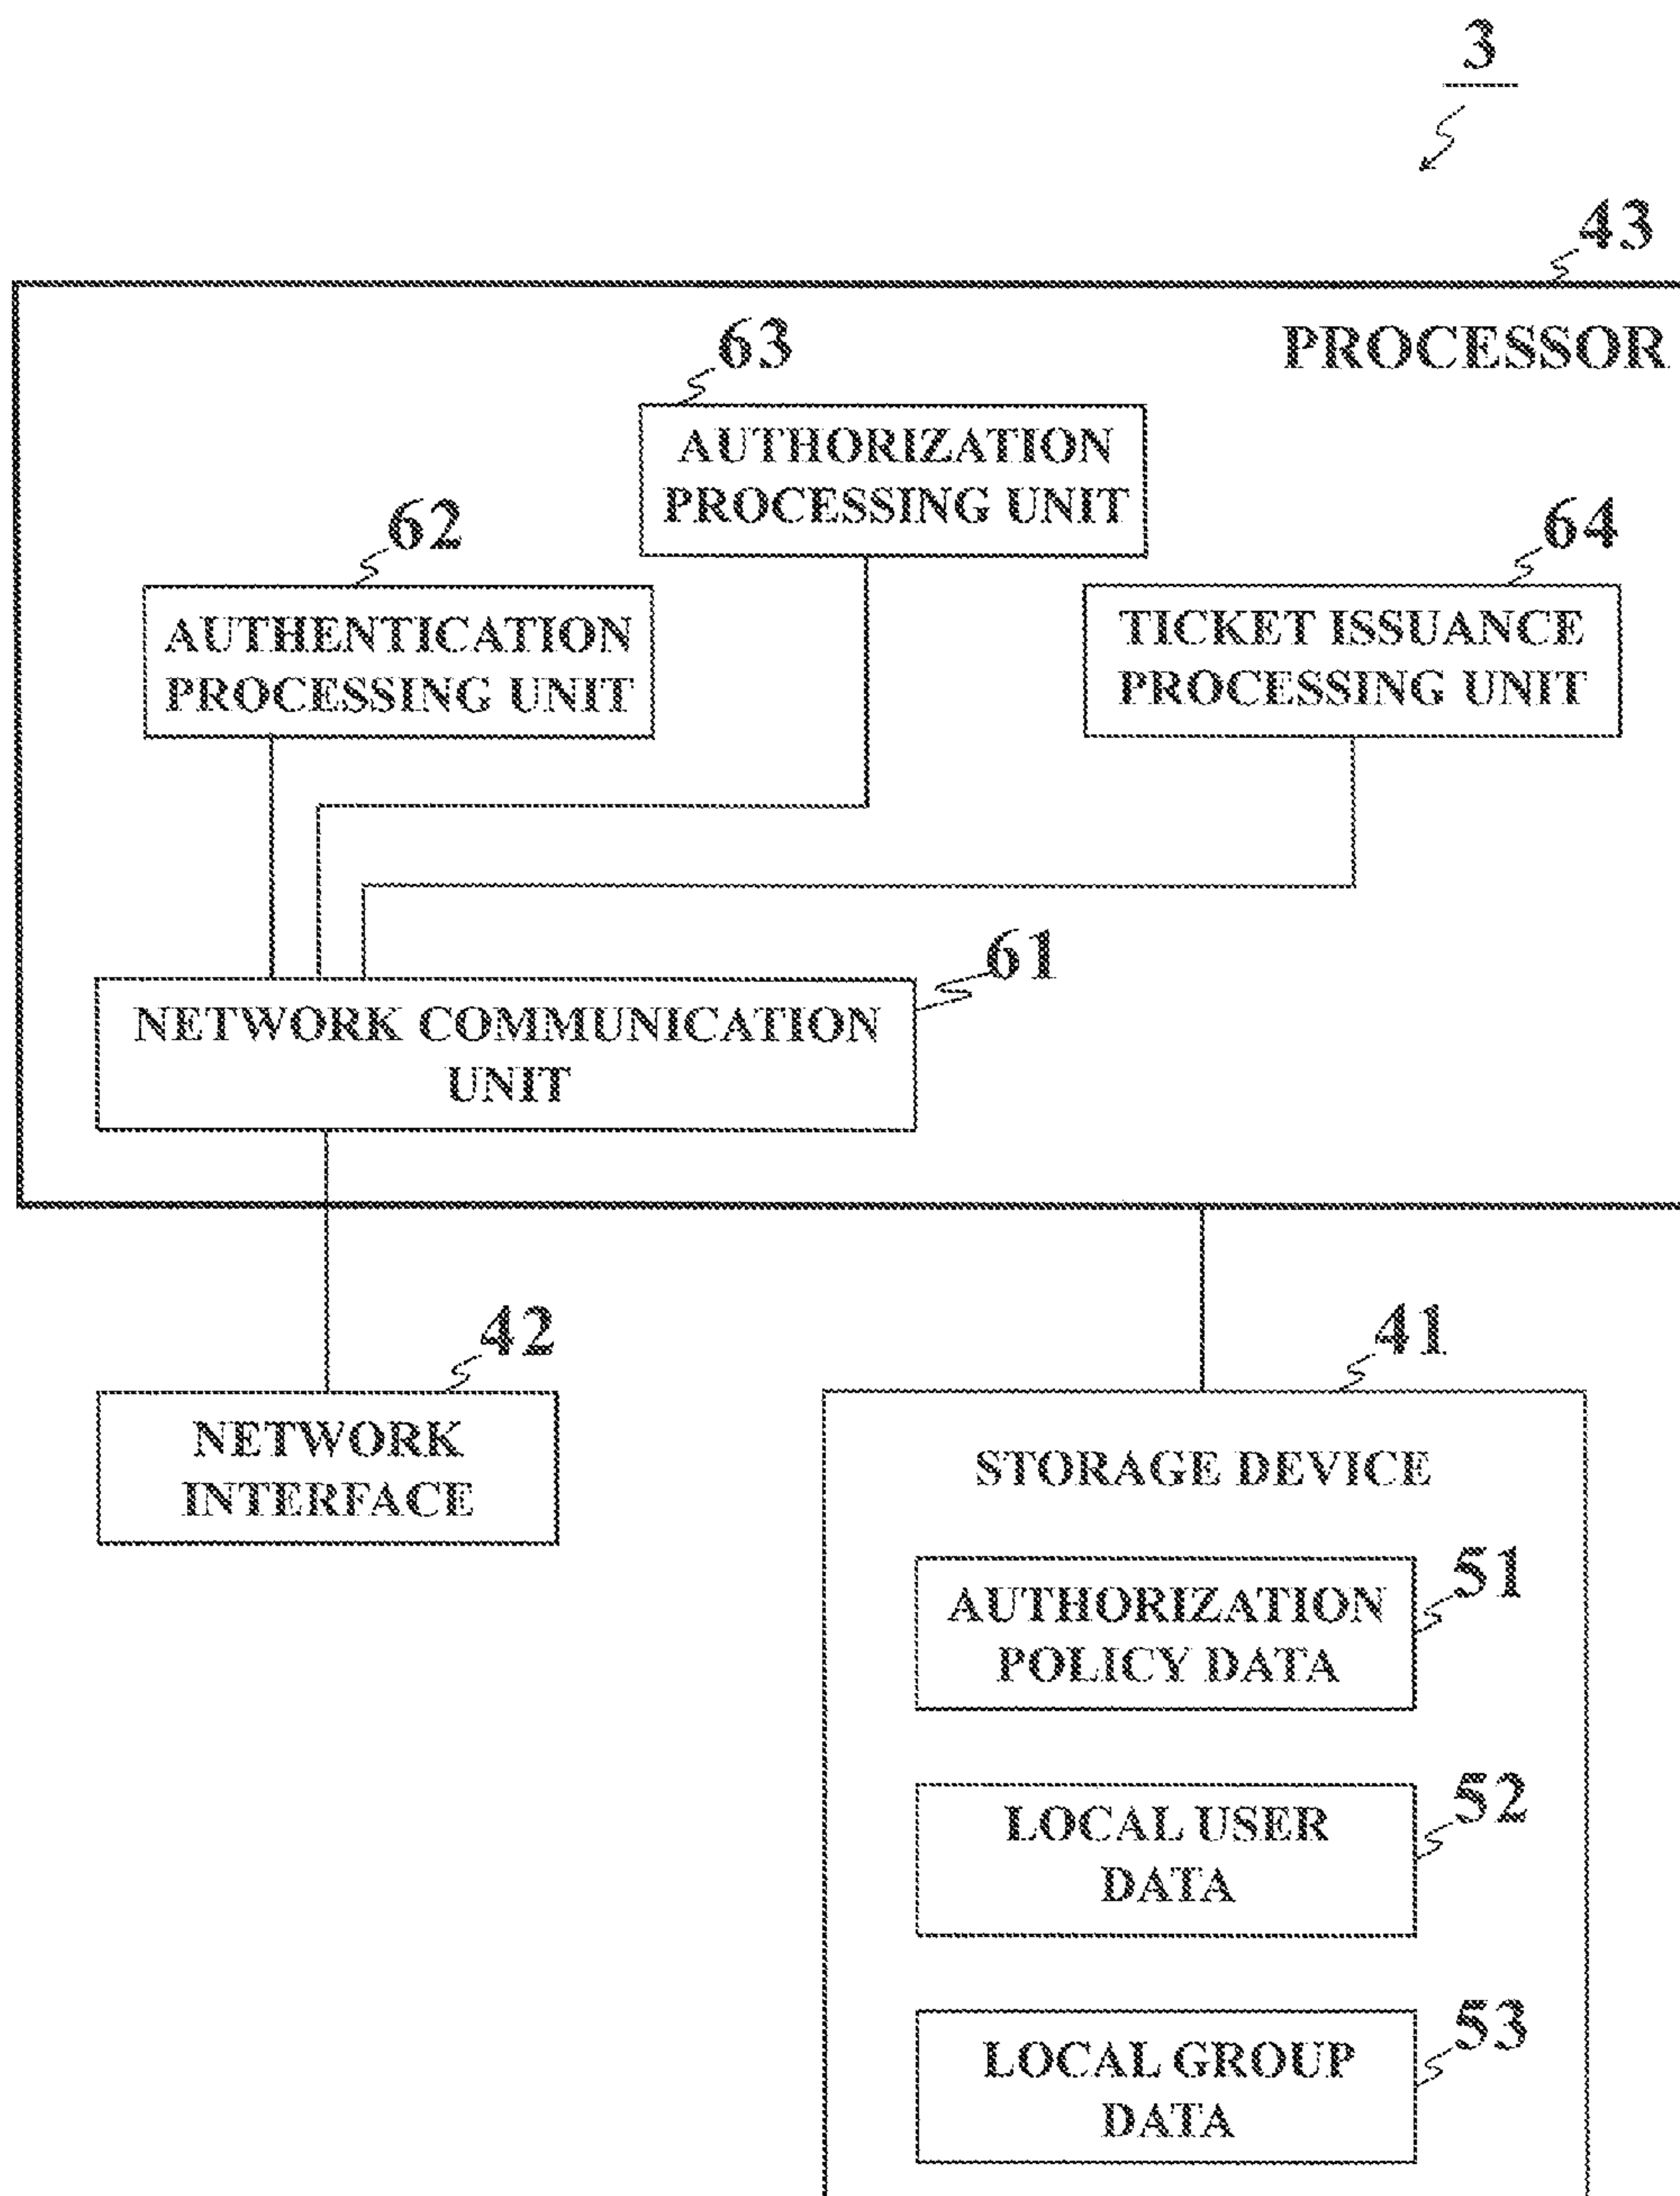 3
43
PROCESSOR
63
AUTHORIZATION
PROCESSING UNIT
62
AUTHENTICATION
PROCESSING UNIT
64
TICKET ISSUANCE
PROCESSING UNIT
61
NETWORK COMMUNICATION
UNIT
42
NETWORK
INTERFACE
41
STORAGE DEVICE
51
AUTHORIZATION
POLICY DATA
52
LOCAL USER
DATA
53
LOCAL GROUP
DATA